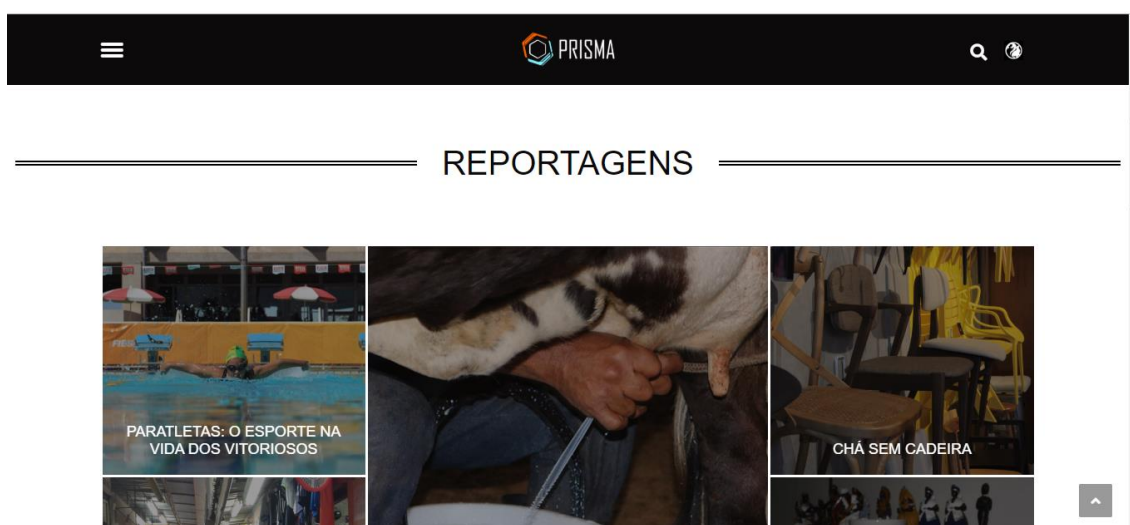 PRISMA
REPORTAGENS
PARATLETAS: O ESPORTE NA
VIDA DOS VITORIOSOS
CHÁ SEM CADEIRA